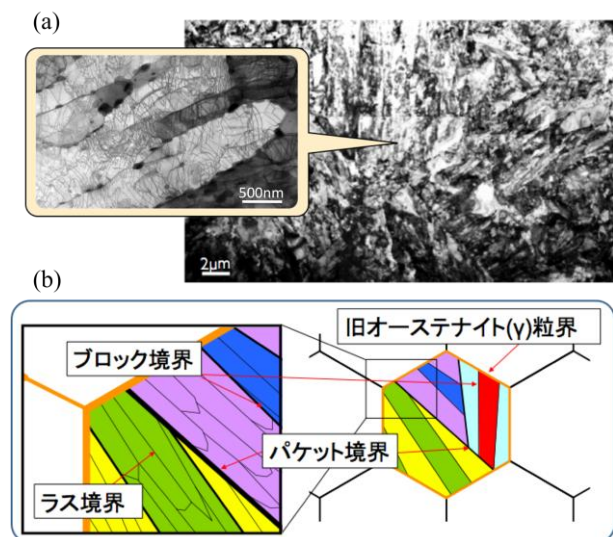 (a)
500nm
2μm
(b)
旧オーステナイト(γ)粒界
ブロック境界
パケット境界
ラス境界